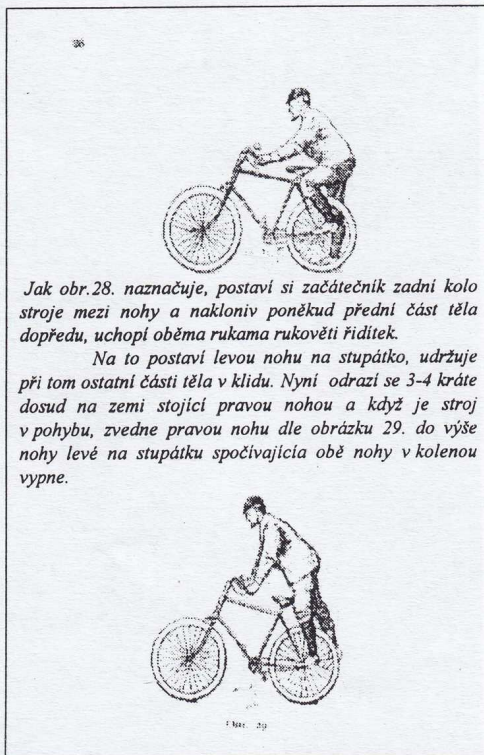 26
Jak obr.28. naznačuje, postaví si začátečník zadní kolo
stroje mezi nohy a nakloniv poněkud přední část těla
dopředu, uchopí oběma rukama rukověti řidítek.
Na to postaví levou nohu na stupátko, udržuje
při tom ostatní části těla v klidu. Nyní odrazí se 3-4 kráte
dosud na zemi stojící pravou nohou a když je stroj
v pohybu, zvedne pravou nohu dle obrázku 29. do výše
nohy levé na stupátku spočívajícía obě nohy v kolenou
vypne.
29